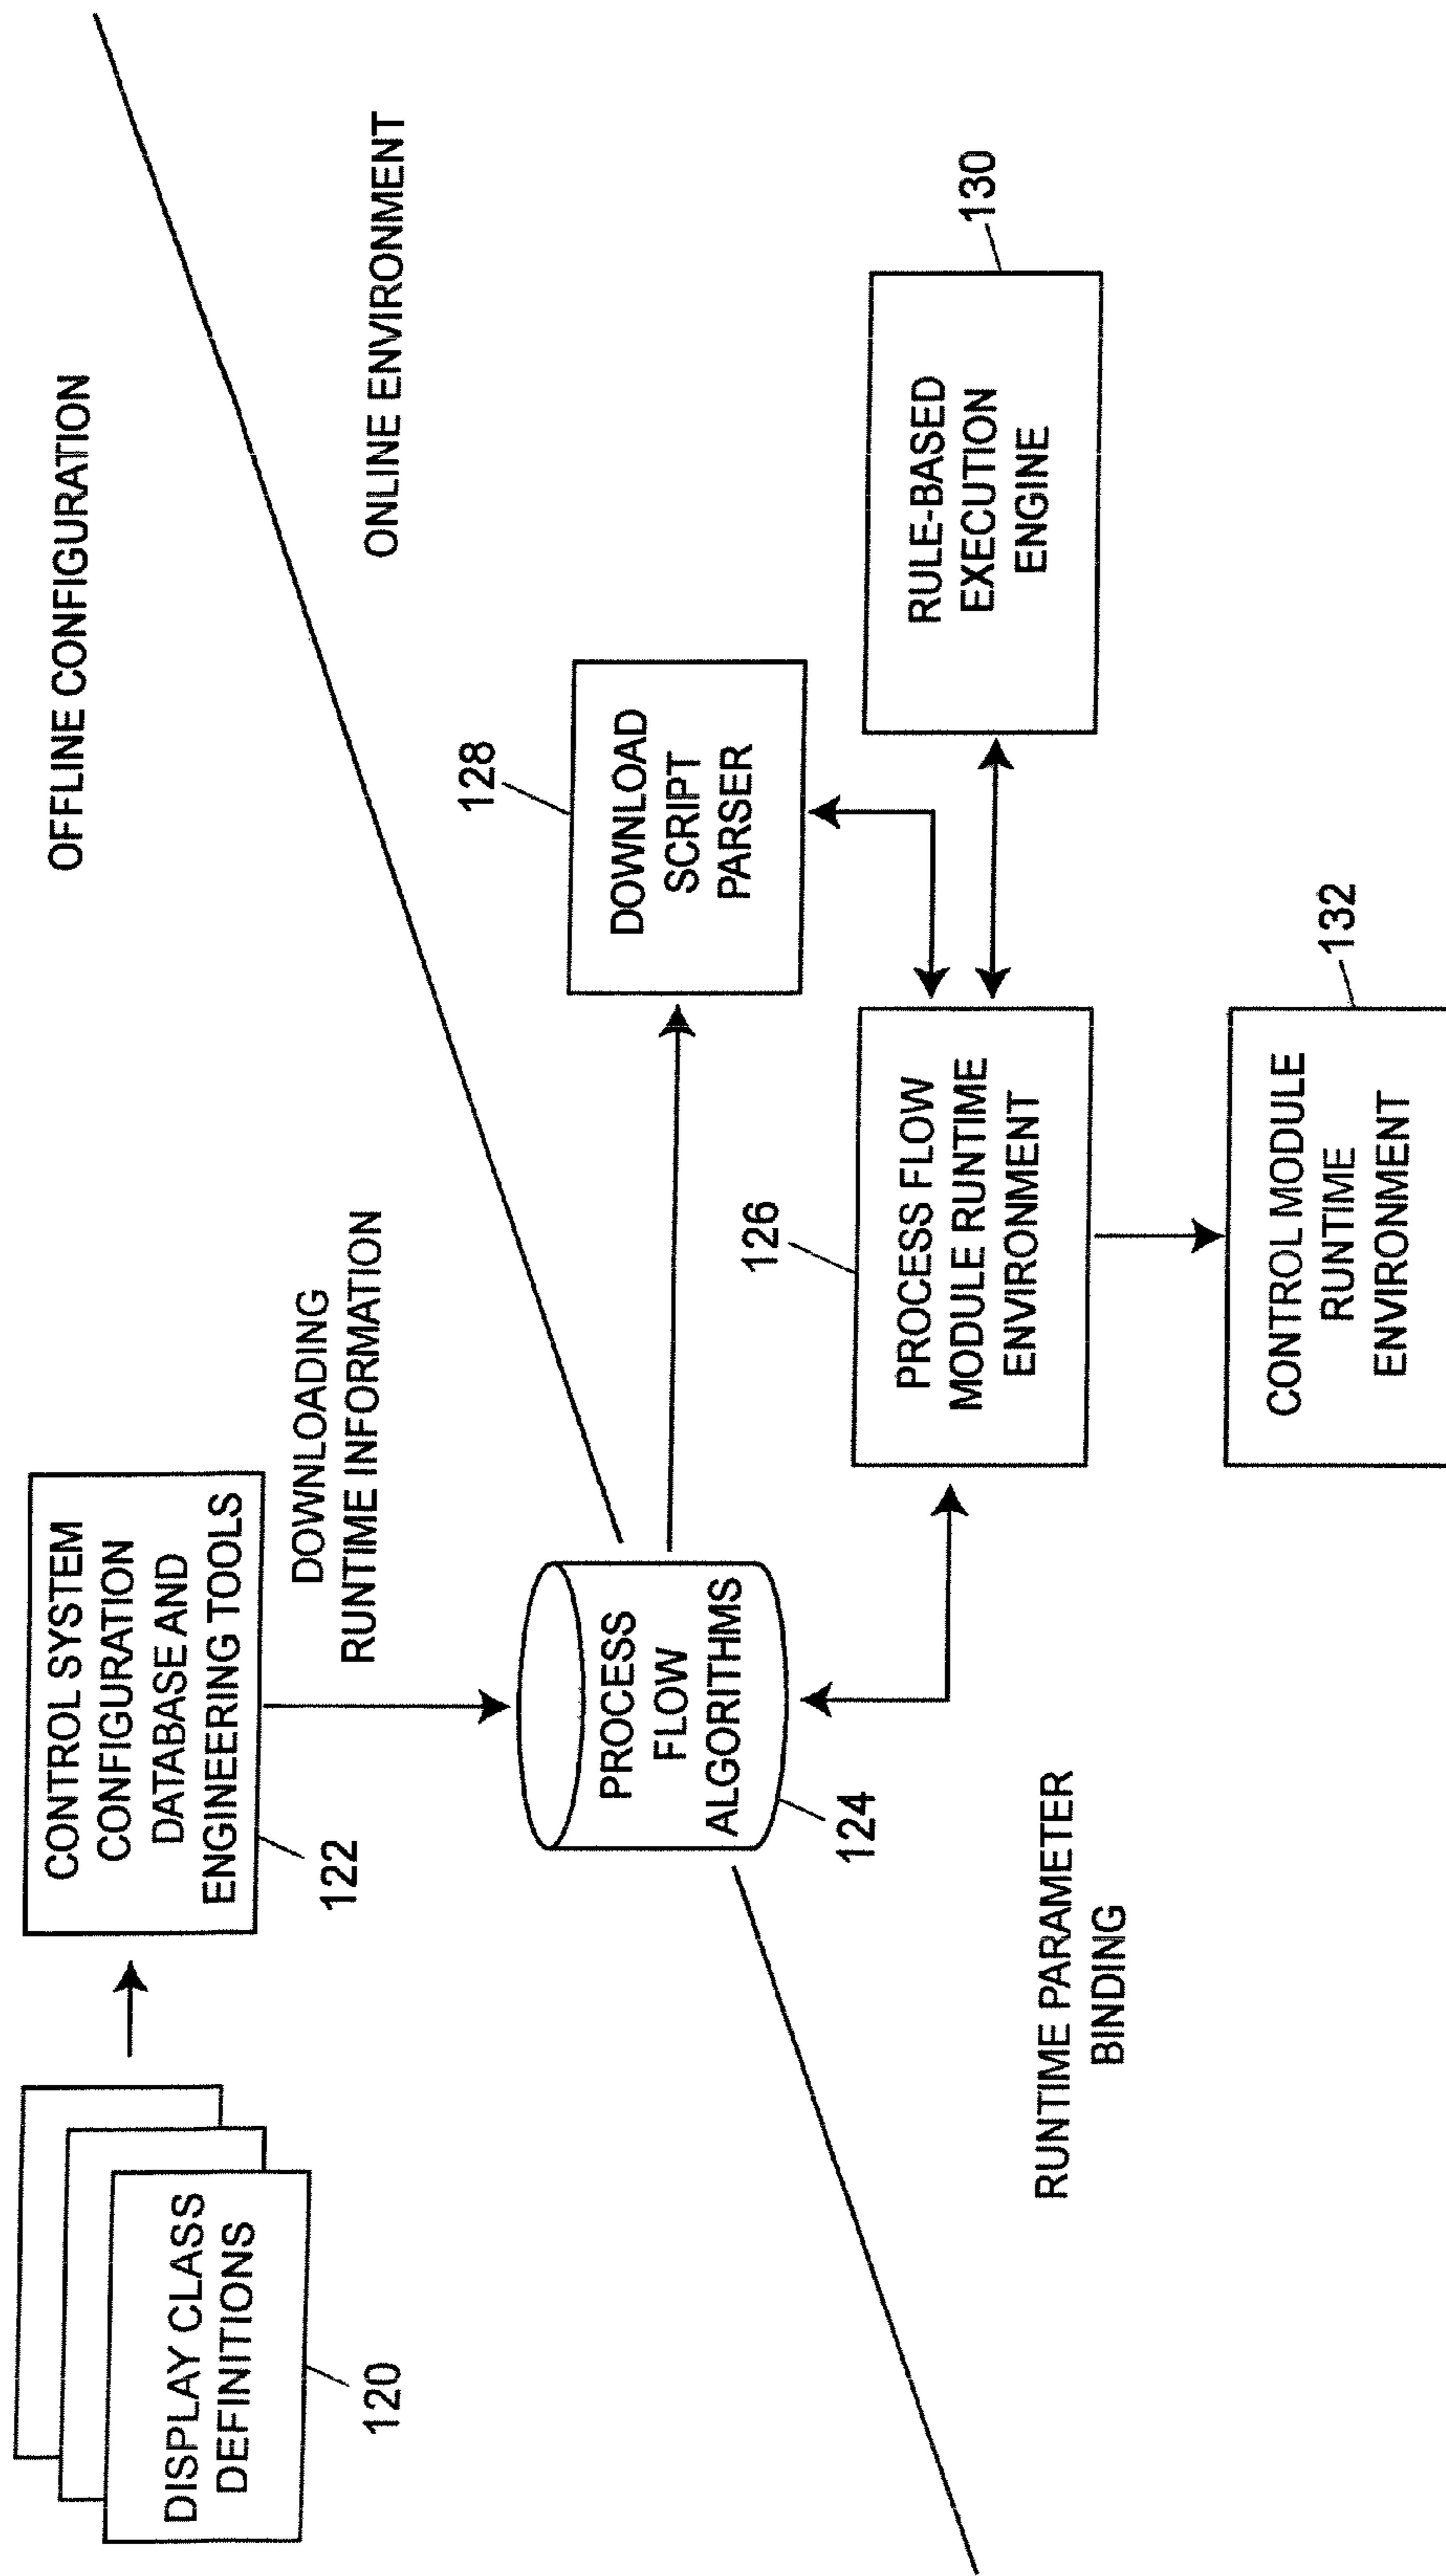 OFFLINE CONFIGURATION
DISPLAY CLASS
DEFINITIONS
120
CONTROL SYSTEM
CONFIGURATION
DATABASE AND
ENGINEERING TOOLS
122
DOWNLOADING
RUNTIME INFORMATION
ONLINE ENVIRONMENT
PROCESS
FLOW
ALGORITHMS
124
128
DOWNLOAD
SCRIPT
PARSER
126
PROCESS FLOW
MODULE RUNTIME
ENVIRONMENT
RULE-BASED
EXECUTION
ENGINE
130
RUNTIME PARAMETER
BINDING
CONTROL MODULE
RUNTIME
ENVIRONMENT
132